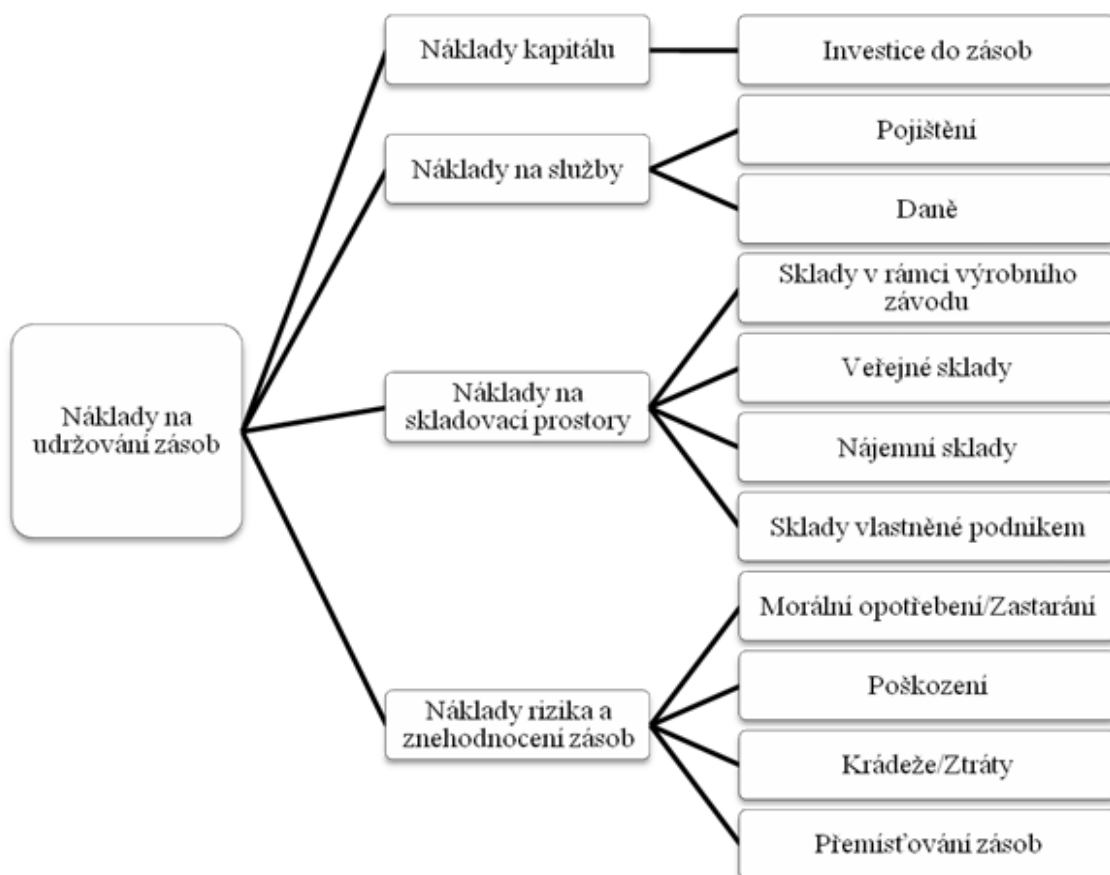 Náklady na
udržování zásob
Náklady kapitálu
Investice do zásob
Náklady na služby
Pojištění
Daně
Náklady na
skladovací prostory
Sklady v rámci výrobního
závodu
Veřejné sklady
Nájemní sklady
Sklady vlastněné podnikem
Náklady rizika a
znehodnocení zásob
Morální opotřebení/Zastarání
Poškození
Krádeže/Ztráty
Přemísťování zásob